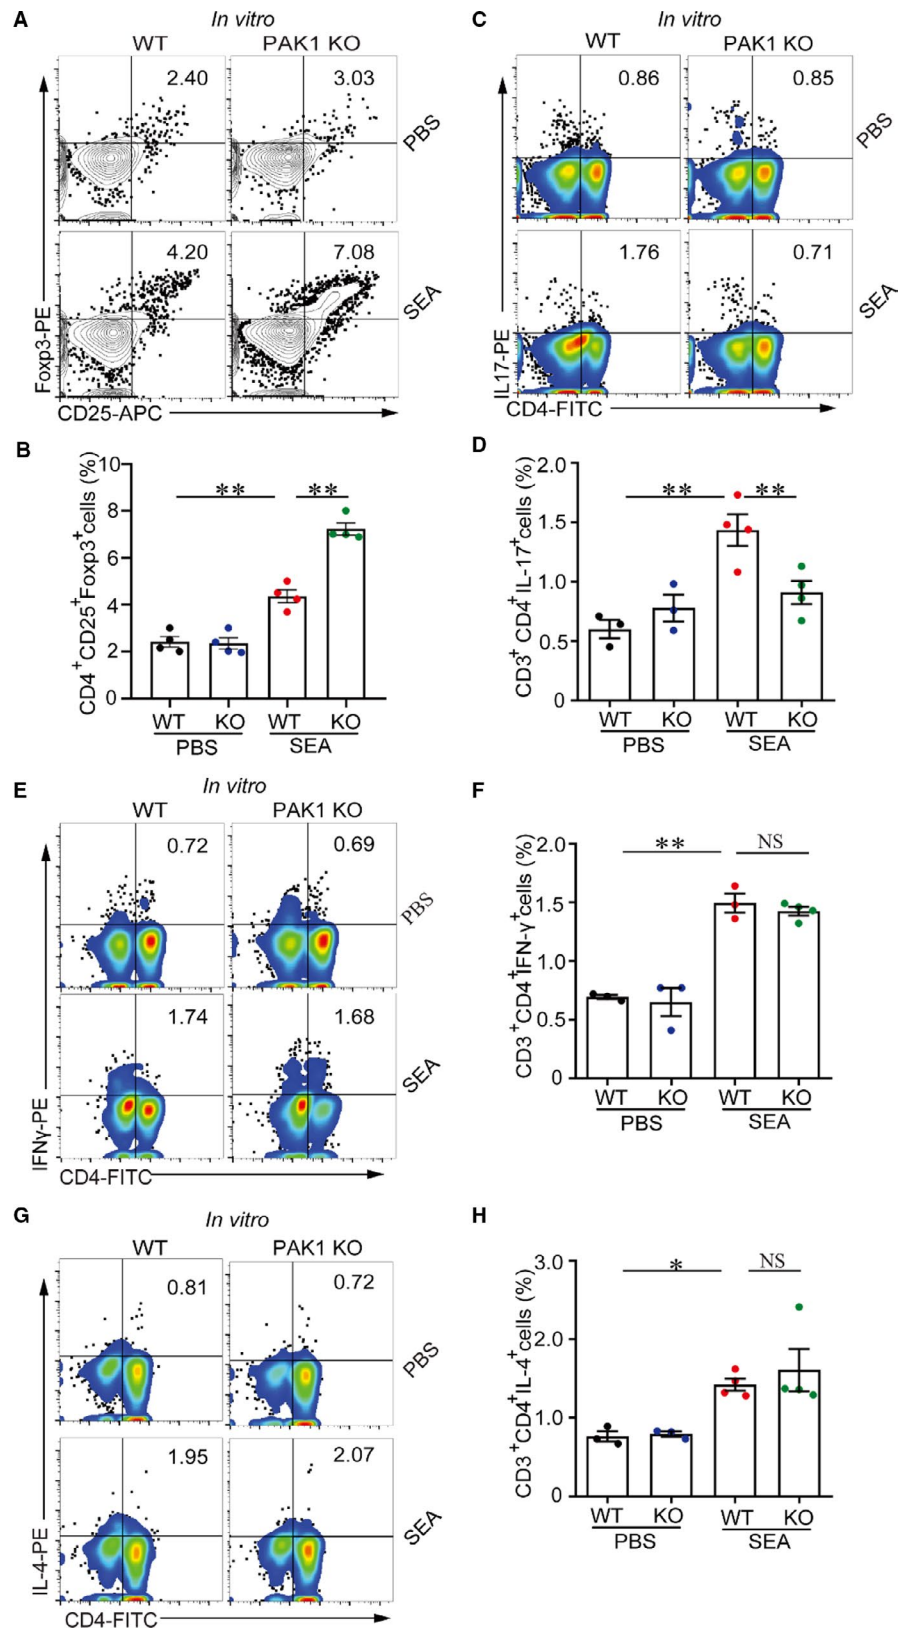 A
In vitro
WT PAK1 KO
2.40 3.03
PBS
4.20 7.08
SEA
Foxp3-PE
CD25-APC
C
In vitro
WT PAK1 KO
0.86 0.85
PBS
1.76 0.71
SEA
IL17-PE
CD4-FITC
B
CD4 +CD25+Foxp3+cells (%)
10
8
6
4
2
0
** **
WT KO WT KO
PBS SEA
D
CD3+ CD4+IL-17+cells (%)
2.0
1.5
1.0
0.5
0
** **
WT KO WT KO
PBS SEA
E
In vitro
WT PAK1 KO
0.72 0.69
PBS
1.74 1.68
SEA
IFNγ-PE
CD4-FITC
F
CD3 +CD4 +IFN-γ+cells (%)
2.0
1.5
1.0
0.5
0
** NS
WT KO WT KO
PBS SEA
G
In vitro
WT PAK1 KO
0.81 0.72
PBS
1.95 2.07
SEA
IL-4-PE
CD4-FITC
H
CD3 +CD4+IL-4+cells (%)
3.0
2.0
1.0
0
* NS
WT KO WT KO
PBS SEA